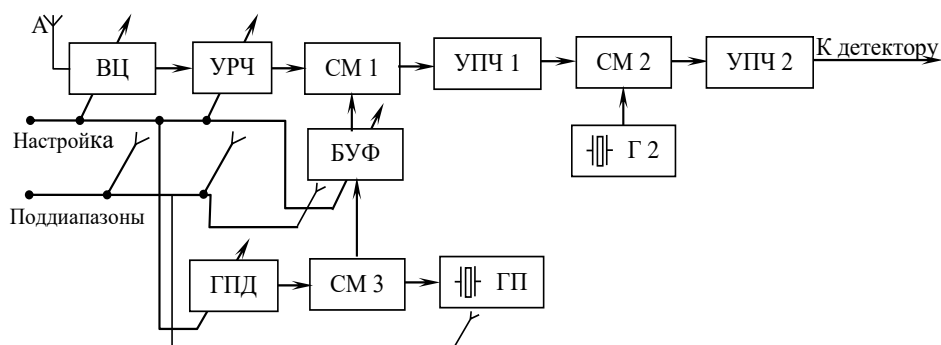 А
ВЦ
УРЧ
СМ 1
УПЧ 1
СМ 2
УПЧ 2
К детектору
Настройка
БУФ
Г 2
Поддиапазоны
ГПД
СМ 3
ГП